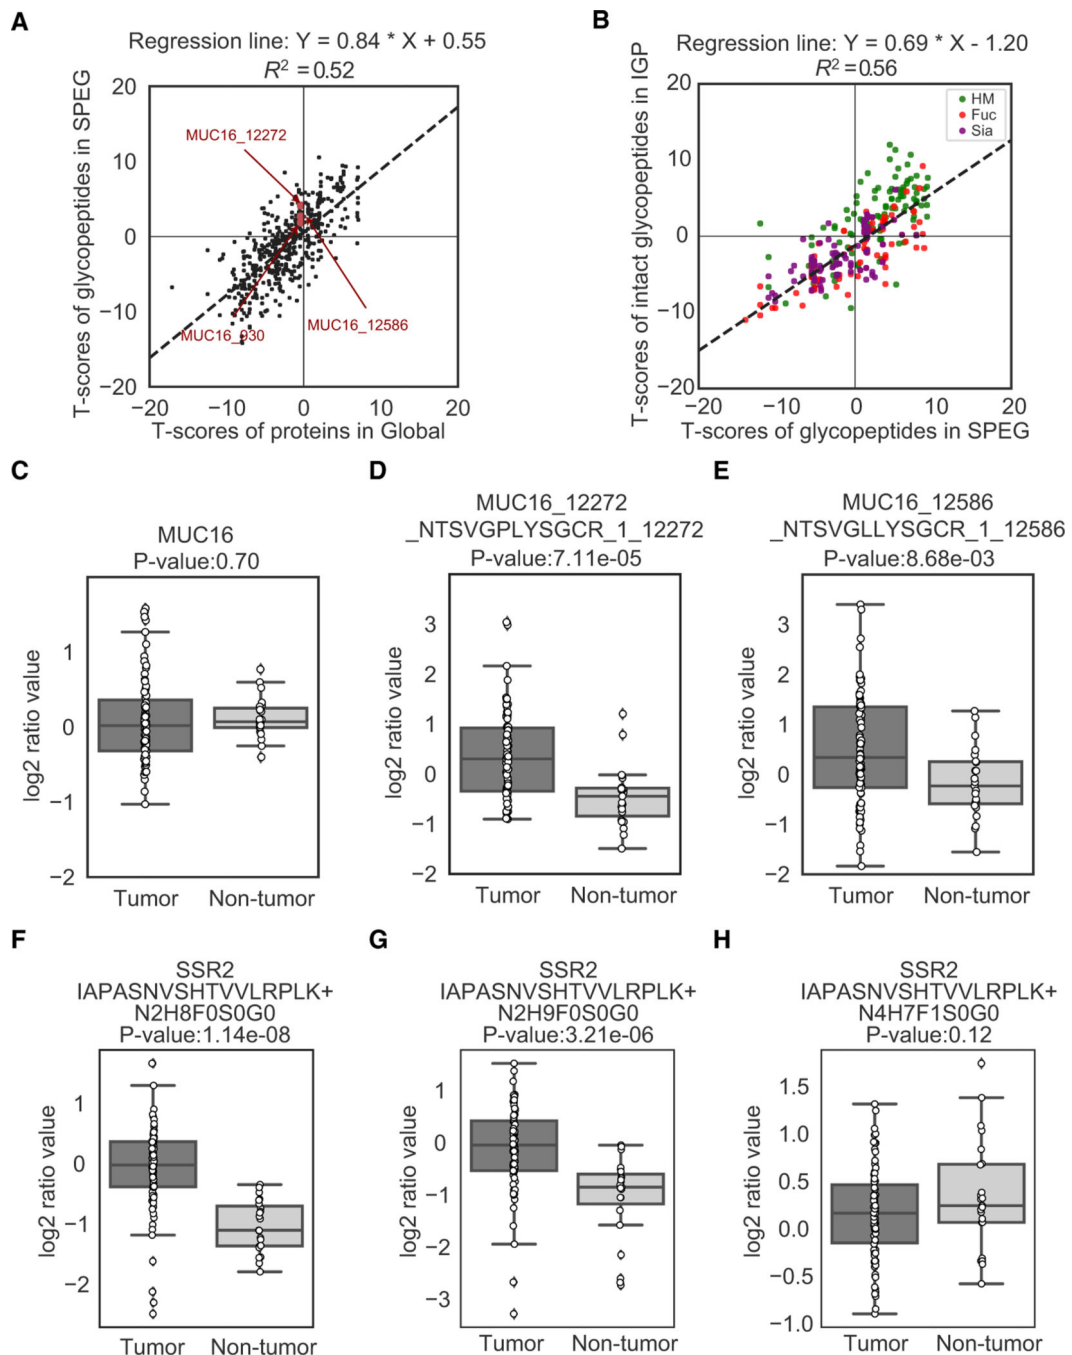 A
Regression line: Y = 0.84 * X + 0.55
R² = 0.52
T-scores of glycopeptides in SPEG
20
10
0
−10
−20
MUC16_12272
MUC16_930
MUC16_12586
−20 −10 0 10 20
T-scores of proteins in Global
B
Regression line: Y = 0.69 * X - 1.20
R² = 0.56
T-scores of intact glycopeptides in IGP
20
10
0
−10
−20
HM
Fuc
Sia
−20 −10 0 10 20
T-scores of glycopeptides in SPEG
C
MUC16
P-value:0.70
log2 ratio value
1
0
−1
−2
Tumor Non-tumor
D
MUC16_12272
_NTSVGPLYSGCR_1_12272
P-value:7.11e-05
log2 ratio value
3
2
1
0
−1
−2
Tumor Non-tumor
E
MUC16_12586
_NTSVGLLYSGCR_1_12586
P-value:8.68e-03
log2 ratio value
3
2
1
0
−1
−2
Tumor Non-tumor
F
SSR2
IAPASNVSHTVVLRPLK+
N2H8F0S0G0
P-value:1.14e-08
log2 ratio value
1
0
−1
−2
Tumor Non-tumor
G
SSR2
IAPASNVSHTVVLRPLK+
N2H9F0S0G0
P-value:3.21e-06
log2 ratio value
1
0
−1
−2
−3
Tumor Non-tumor
H
SSR2
IAPASNVSHTVVLRPLK+
N4H7F1S0G0
P-value:0.12
log2 ratio value
1.5
1.0
0.5
0.0
−0.5
−1.0
Tumor Non-tumor